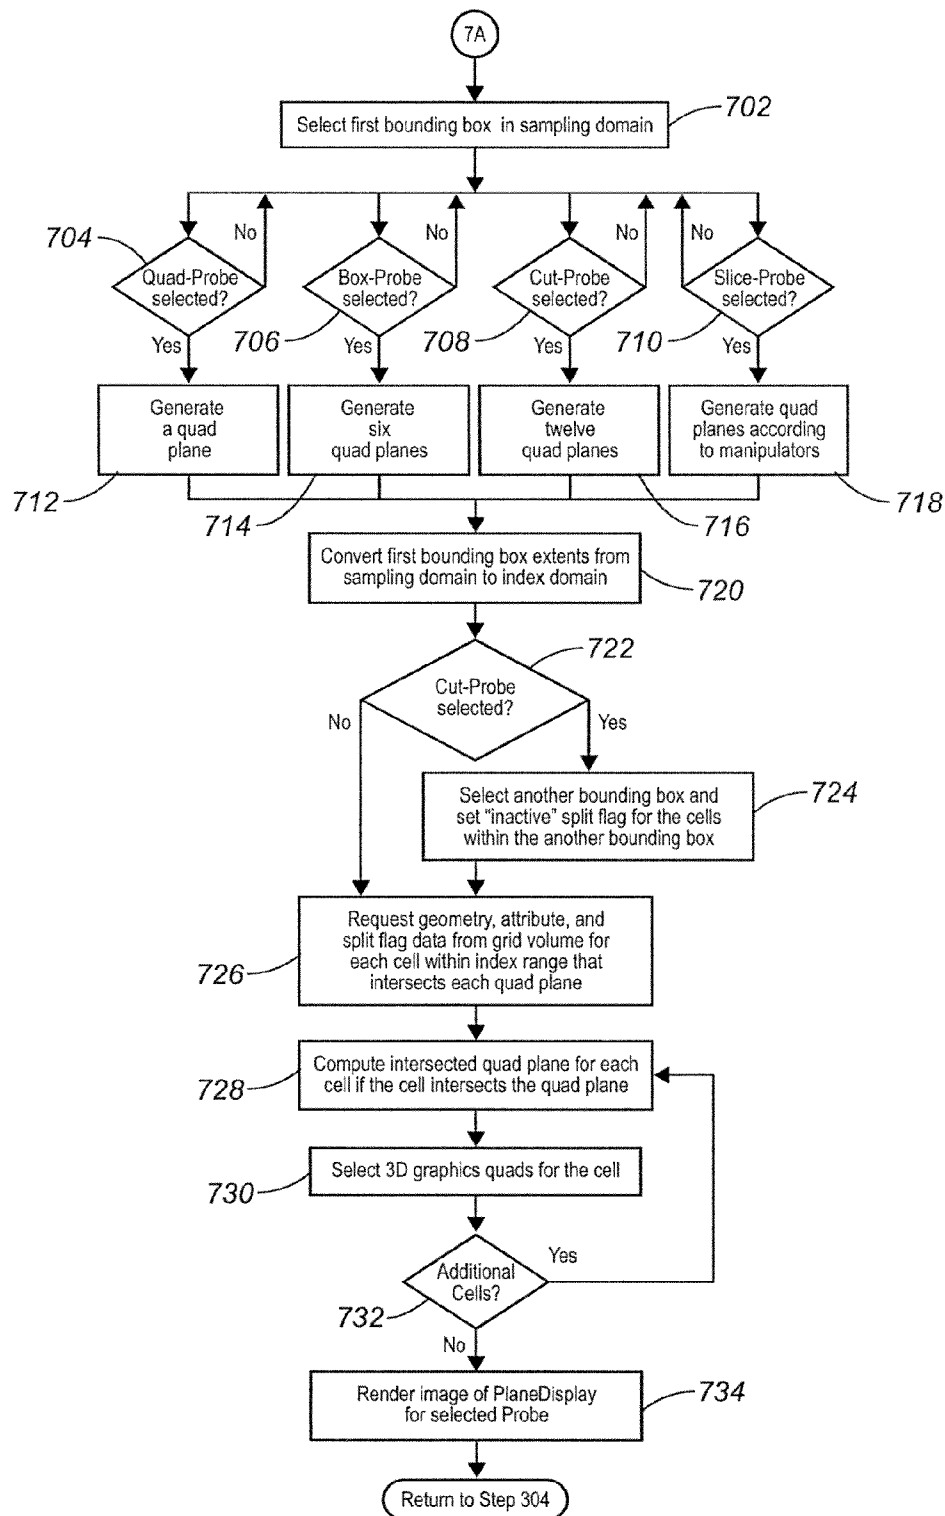 7A
Select first bounding box in sampling domain
702
704
No
No
No
No
Quad-Probe
selected?
Box-Probe
selected?
Cut-Probe
selected?
Slice-Probe
selected?
706
708
710
Yes
Yes
Yes
Yes
Generate
a quad
plane
Generate
six
quad planes
Generate
twelve
quad planes
Generate quad
planes according
to manipulators
712
714
716
718
Convert first bounding box extents from
sampling domain to index domain
720
722
Cut-Probe
selected?
No
Yes
Select another bounding box and
set "inactive" split flag for the cells
within the another bounding box
724
Request geometry, attribute, and
split flag data from grid volume for
each cell within index range that
intersects each quad plane
726
Compute intersected quad plane for each
cell if the cell intersects the quad plane
728
Select 3D graphics quads for the cell
730
Additional
Cells?
Yes
732
No
Render image of PlaneDisplay
for selected Probe
734
Return to Step 304